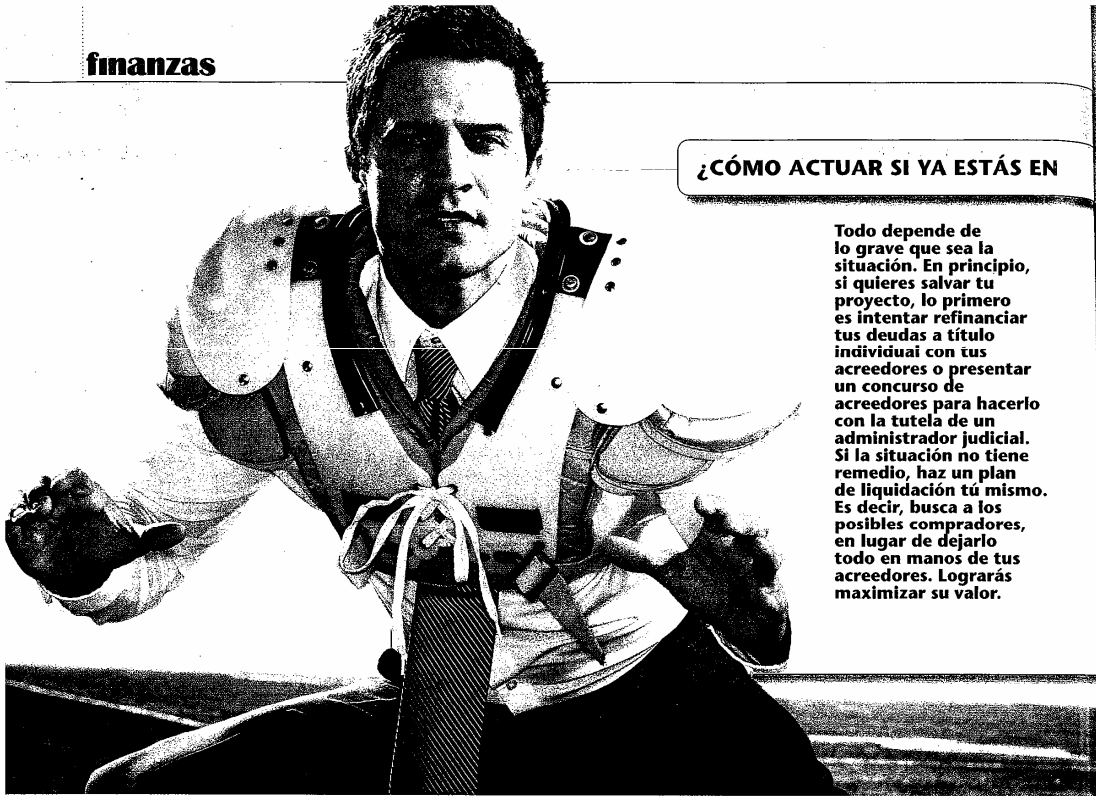 finanzas
¿CÓMO ACTUAR SI YA ESTÁS EN
Todo depende de
lo grave que sea la
situación. En principio,
si quieres salvar tu
proyecto, lo primero
es intentar refinanciar
tus deudas a título
individual con tus
acreedores o presentar
un concurso de
acreedores para hacerlo
con la tutela de un
administrador judicial.
Si la situación no tiene
remedio, haz un plan
de liquidación tú mismo.
Es decir, busca a los
posibles compradores,
en lugar de dejarlo
todo en manos de tus
acreedores. Lograrás
maximizar su valor.